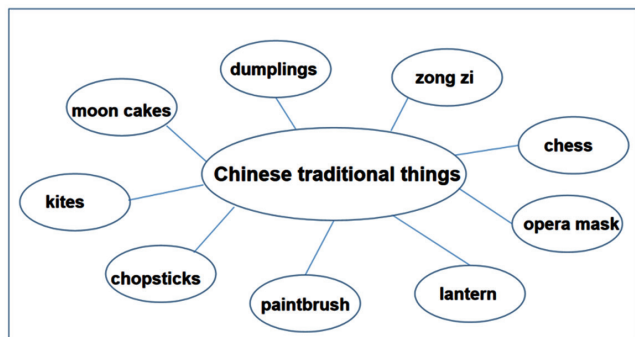 dumplings
zong zi
moon cakes
chess
Chinese traditional things
kites
opera mask
chopsticks
paintbrush
lantern